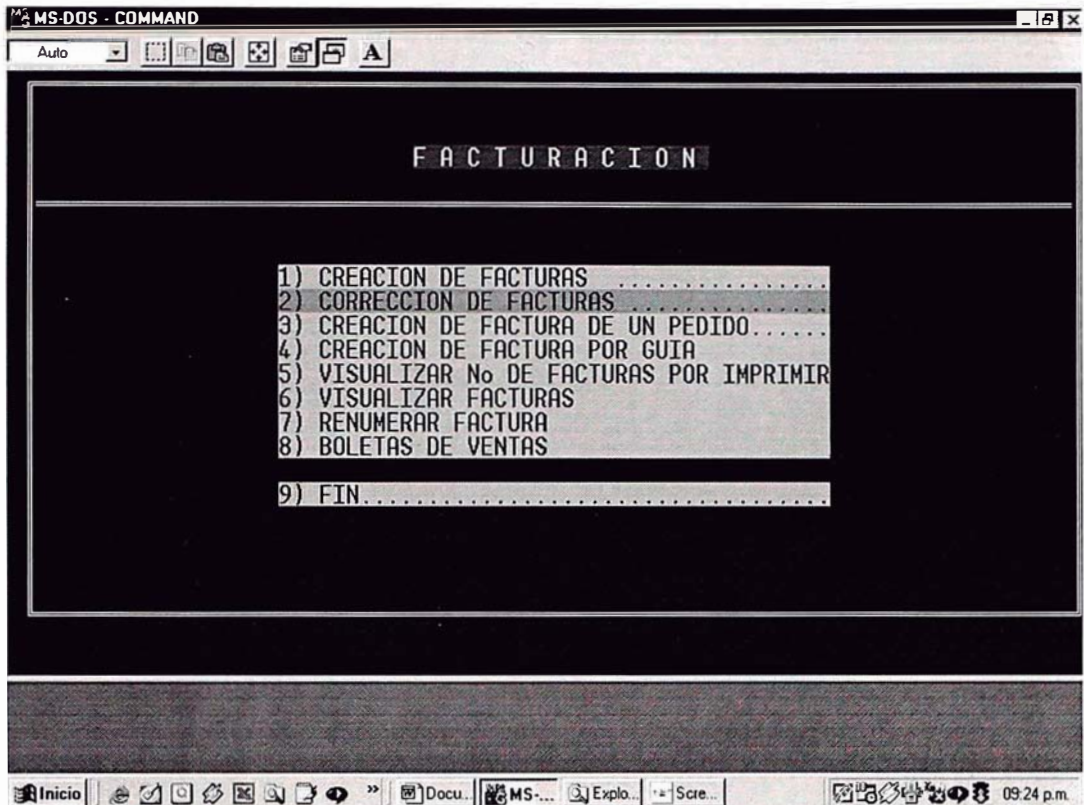 MS-DOS - COMMAND
Auto
A
F A C T U R A C I O N
1) CREACION DE FACTURAS ................
2) CORRECCION DE FACTURAS ...............
3) CREACION DE FACTURA DE UN PEDIDO......
4) CREACION DE FACTURA POR GUIA
5) VISUALIZAR No DE FACTURAS POR IMPRIMIR
6) VISUALIZAR FACTURAS
7) RENUMERAR FACTURA
8) BOLETAS DE VENTAS
9) FIN...................................
Inicio » Docu... MS-... Explo... Scre... 09:24 p.m.